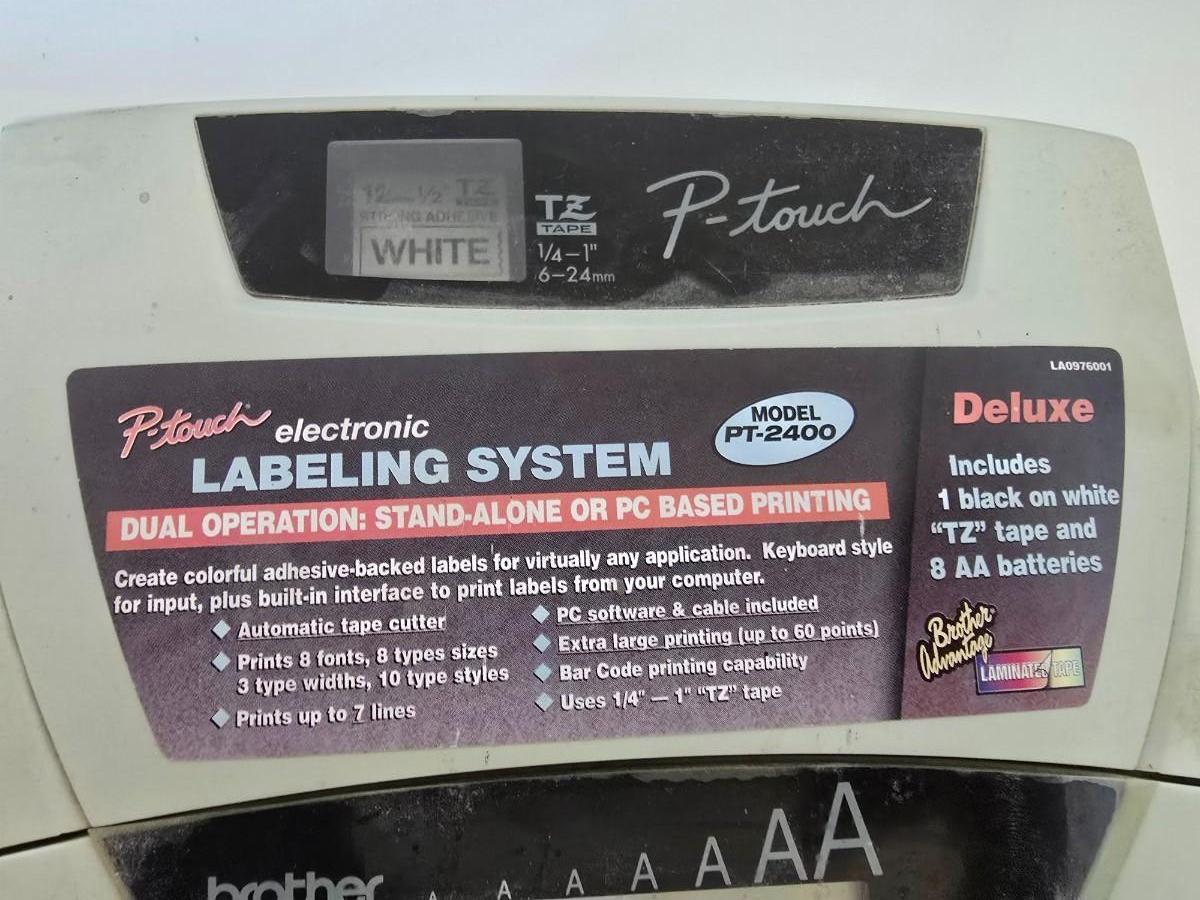 12mm ½" TZ
STRONG ADHESIVE
WHITE
TZ
TAPE
1/4–1"
6–24mm
P-touch
LA0976001
P-touch electronic
LABELING SYSTEM
MODEL
PT-2400
DUAL OPERATION: STAND-ALONE OR PC BASED PRINTING
Create colorful adhesive-backed labels for virtually any application. Keyboard style
for input, plus built-in interface to print labels from your computer.
Automatic tape cutter
Prints 8 fonts, 8 types sizes
3 type widths, 10 type styles
Prints up to 7 lines
PC software & cable included
Extra large printing (up to 60 points)
Bar Code printing capability
Uses 1/4" — 1" "TZ" tape
Deluxe
Includes
1 black on white
"TZ" tape and
8 AA batteries
Brother
Advantage
LAMINATED TAPE
brother
A A A A A A A